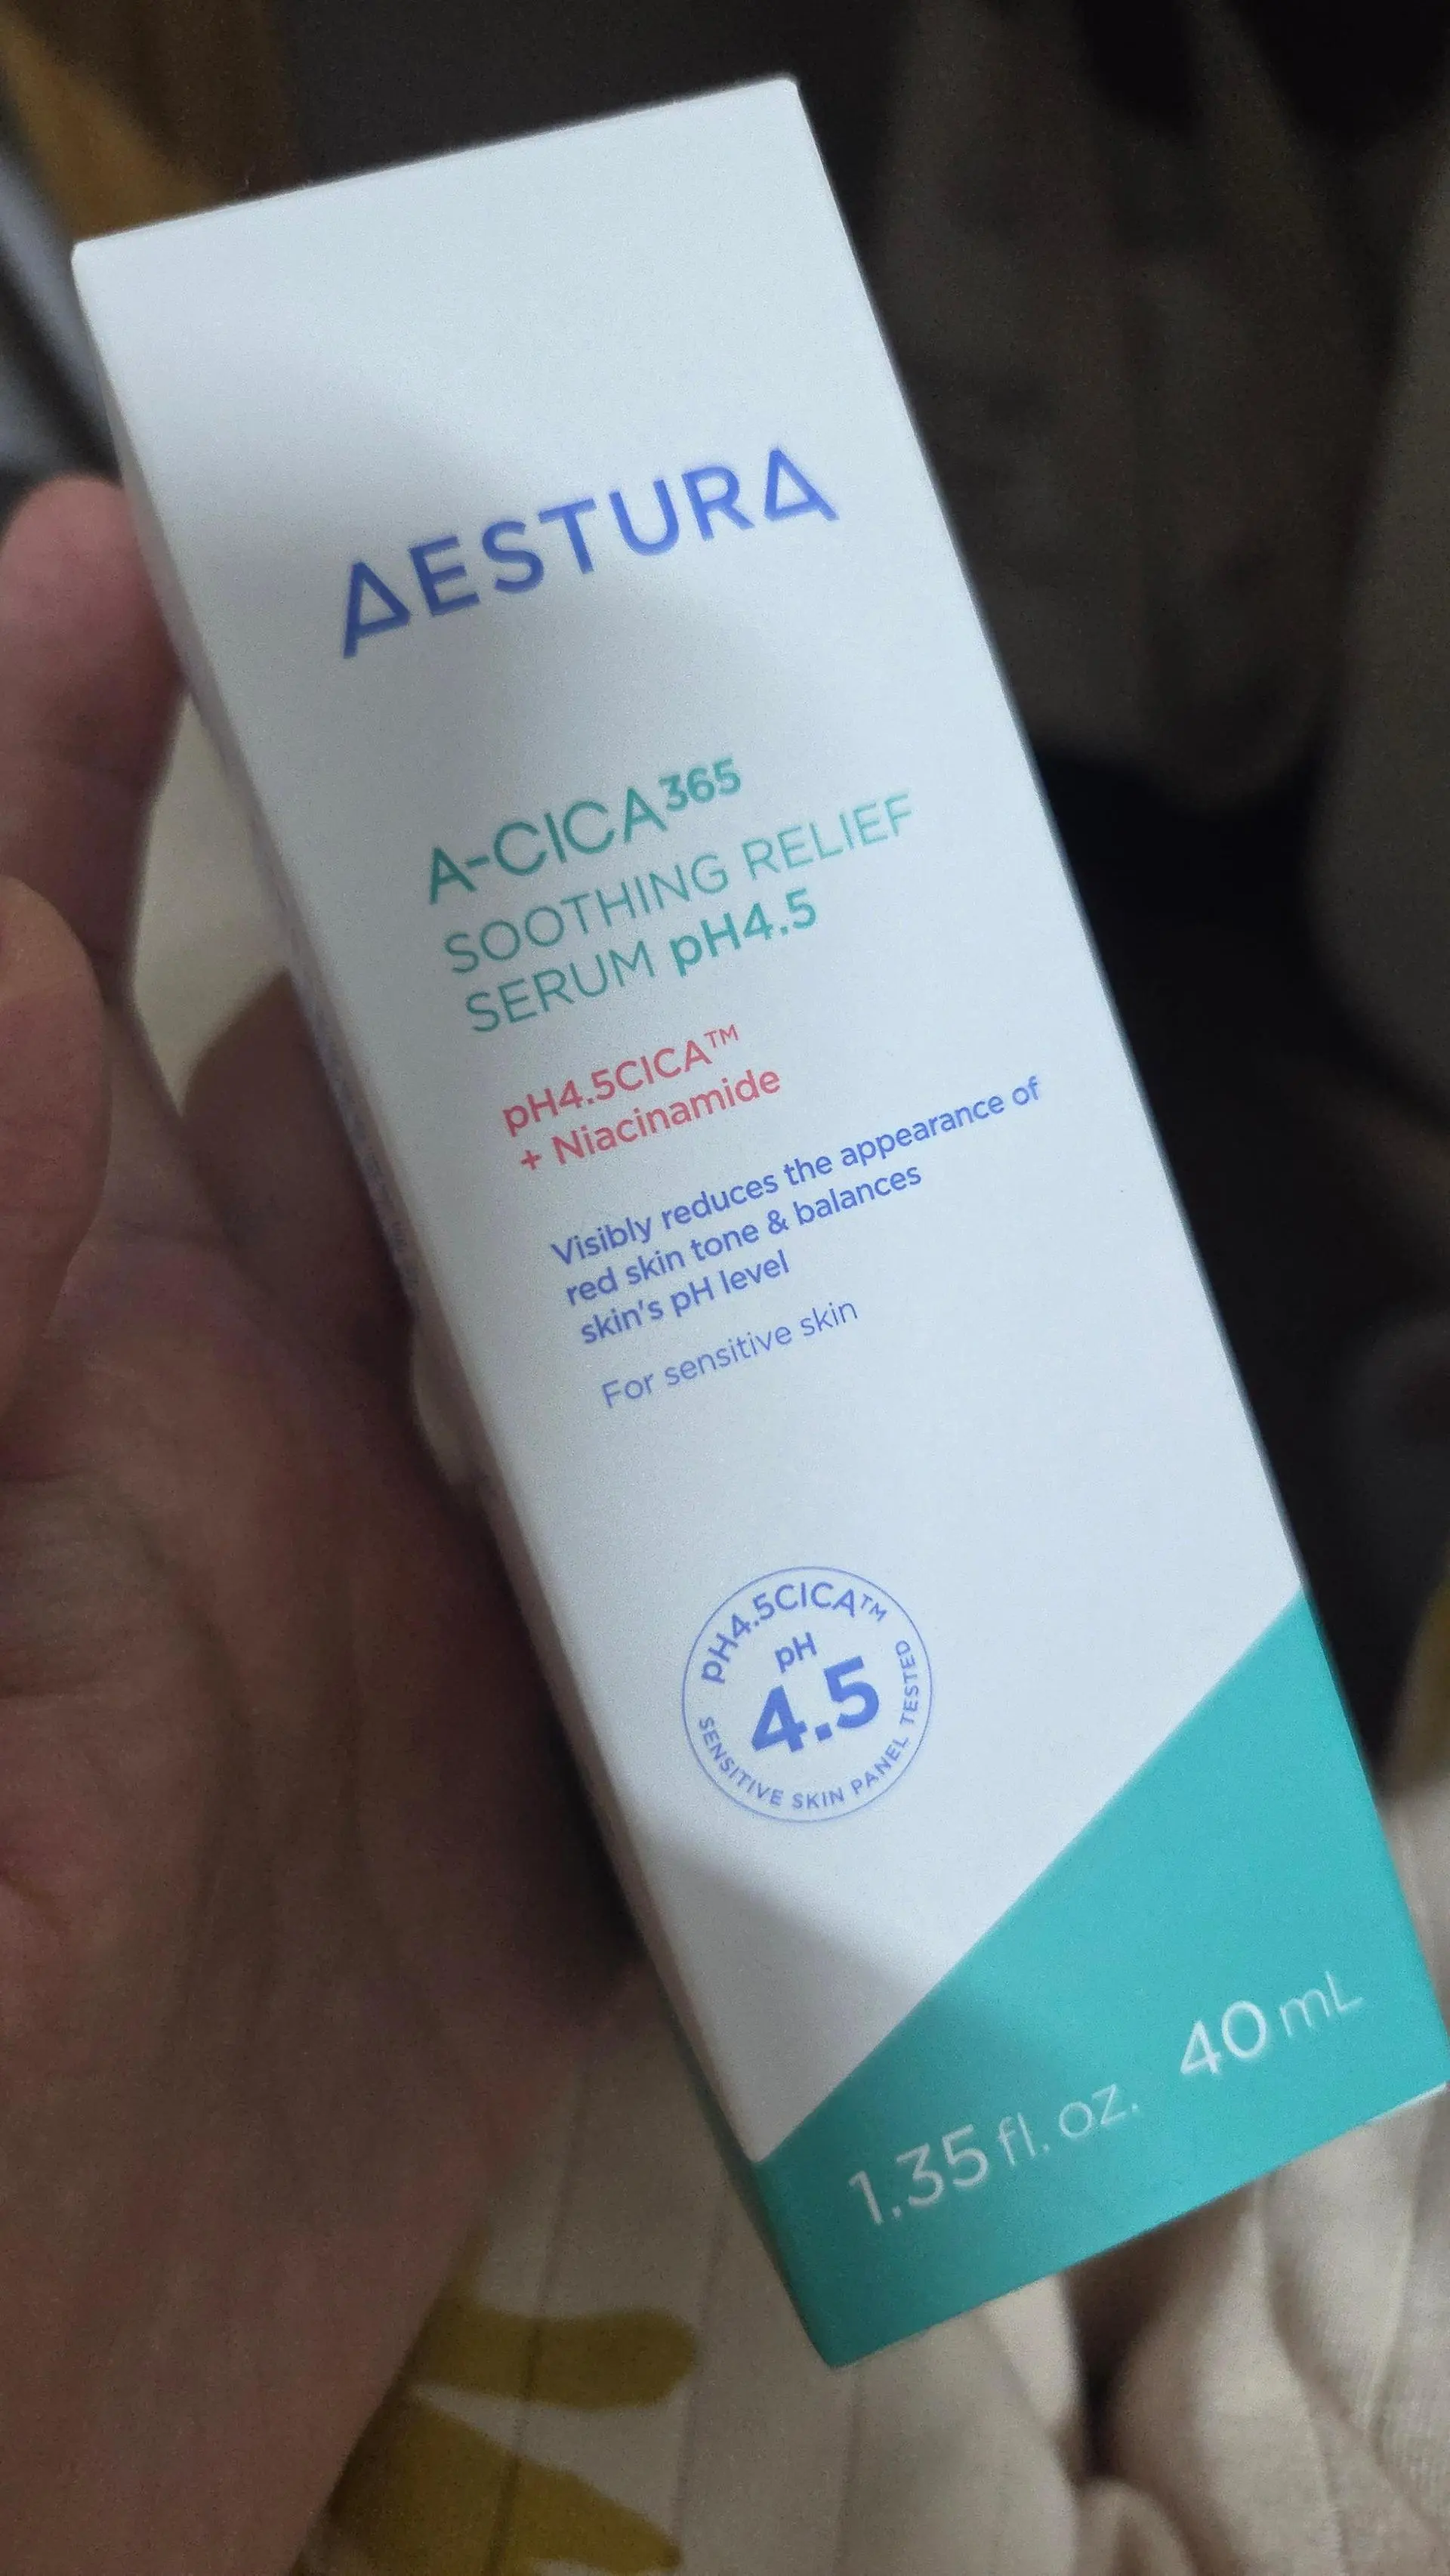 AESTURA
A-CICA³⁶⁵
SOOTHING RELIEF
SERUM pH4.5
pH4.5CICA™
+ Niacinamide
Visibly reduces the appearance of
red skin tone & balances
skin's pH level
For sensitive skin
pH4.5CICA™
pH
4.5
SENSITIVE SKIN PANEL TESTED
1.35 fl. oz. 40 mL